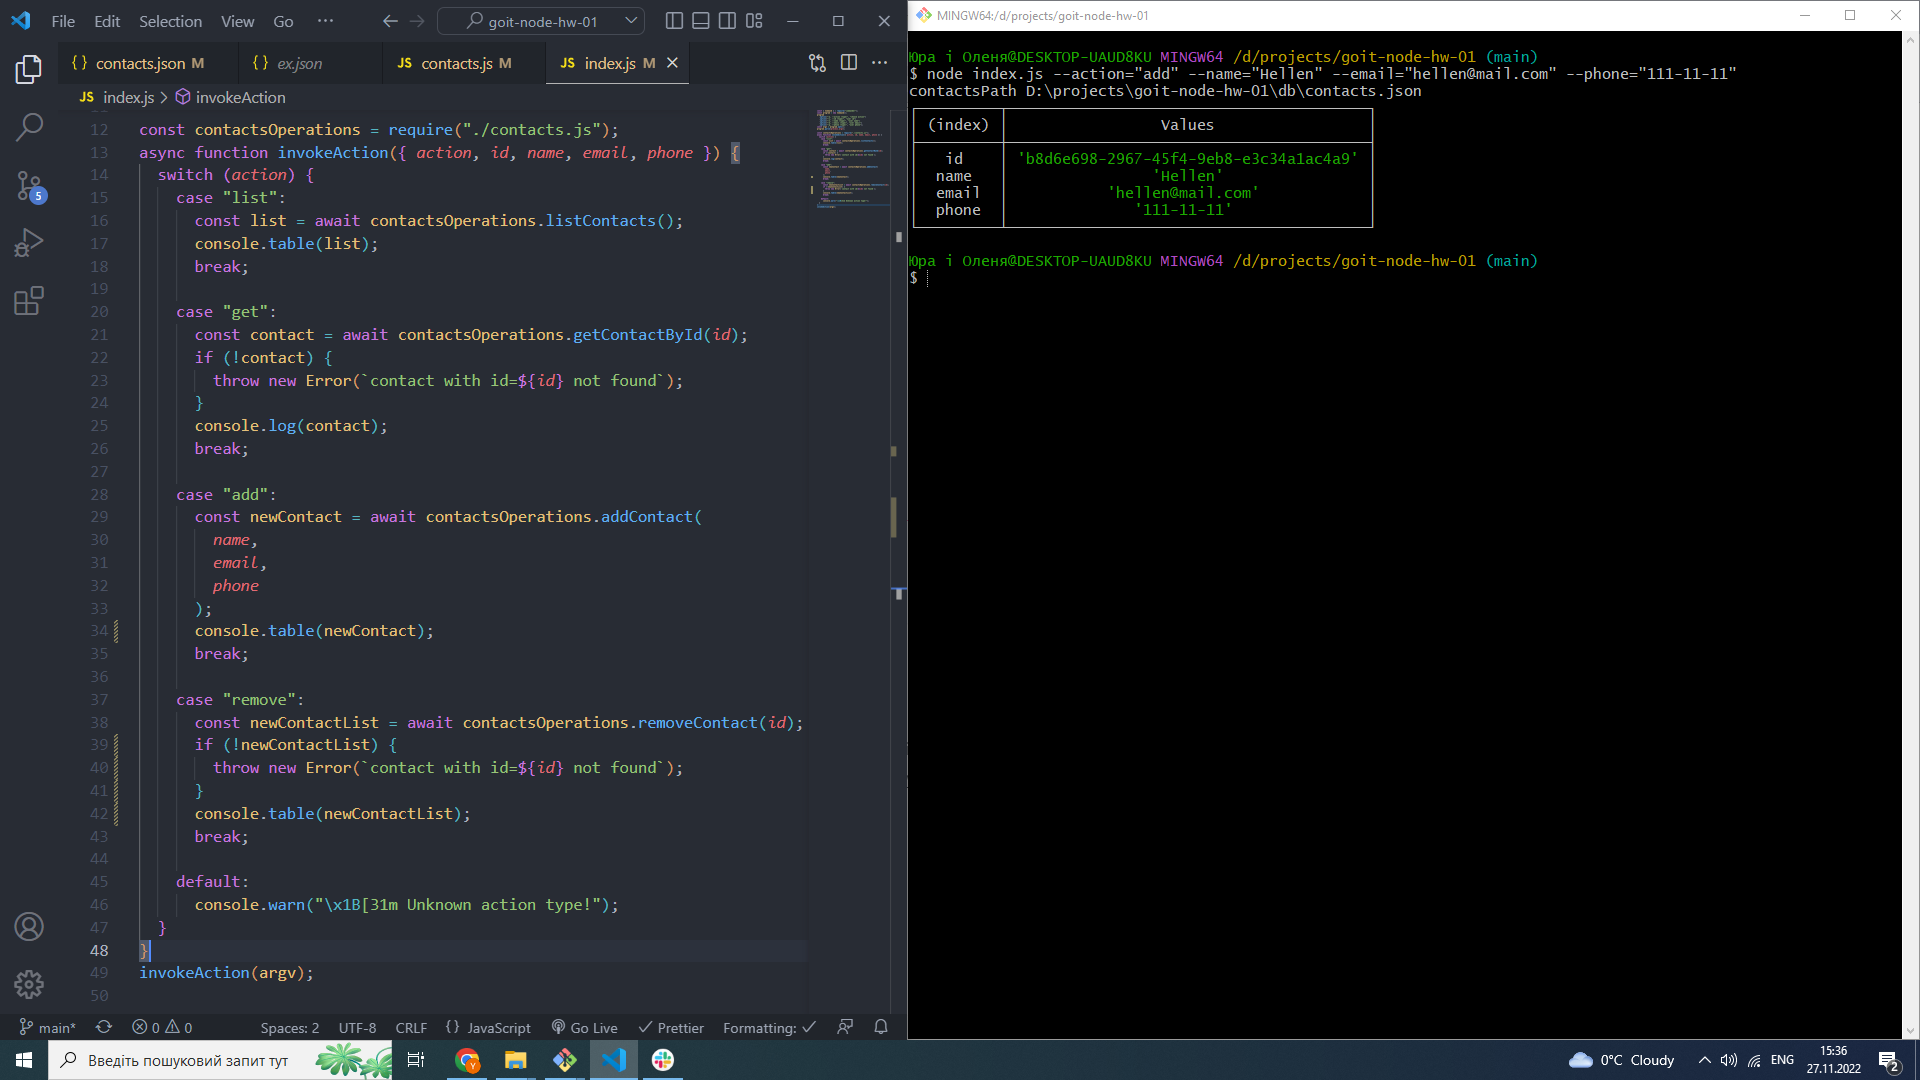 File Edit Selection View Go ··· goit-node-hw-01
{} contacts.json M {} ex.json JS contacts.js M JS index.js M
JS index.js > invokeAction
12 const contactsOperations = require("./contacts.js");
13 async function invokeAction({ action, id, name, email, phone }) {
14 switch (action) {
15 case "list":
16 const list = await contactsOperations.listContacts();
17 console.table(list);
18 break;
19
20 case "get":
21 const contact = await contactsOperations.getContactById(id);
22 if (!contact) {
23 throw new Error(`contact with id=${id} not found`);
24 }
25 console.log(contact);
26 break;
27
28 case "add":
29 const newContact = await contactsOperations.addContact(
30 name,
31 email,
32 phone
33 );
34 console.table(newContact);
35 break;
36
37 case "remove":
38 const newContactList = await contactsOperations.removeContact(id);
39 if (!newContactList) {
40 throw new Error(`contact with id=${id} not found`);
41 }
42 console.table(newContactList);
43 break;
44
45 default:
46 console.warn("\x1B[31m Unknown action type!");
47 }
48 }
49 invokeAction(argv);
50
5
main* 0 0 Spaces: 2 UTF-8 CRLF {} JavaScript Go Live Prettier Formatting:
MINGW64:/d/projects/goit-node-hw-01
Юра і Оленя@DESKTOP-UAUD8KU MINGW64 /d/projects/goit-node-hw-01 (main)
$ node index.js --action="add" --name="Hellen" --email="hellen@mail.com" --phone="111-11-11"
contactsPath D:\projects\goit-node-hw-01\db\contacts.json
(index) Values
id 'b8d6e698-2967-45f4-9eb8-e3c34a1ac4a9'
name 'Hellen'
email 'hellen@mail.com'
phone '111-11-11'
Юра і Оленя@DESKTOP-UAUD8KU MINGW64 /d/projects/goit-node-hw-01 (main)
$
Введіть пошуковий запит тут 0°C Cloudy ENG 15:36
27.11.2022
2